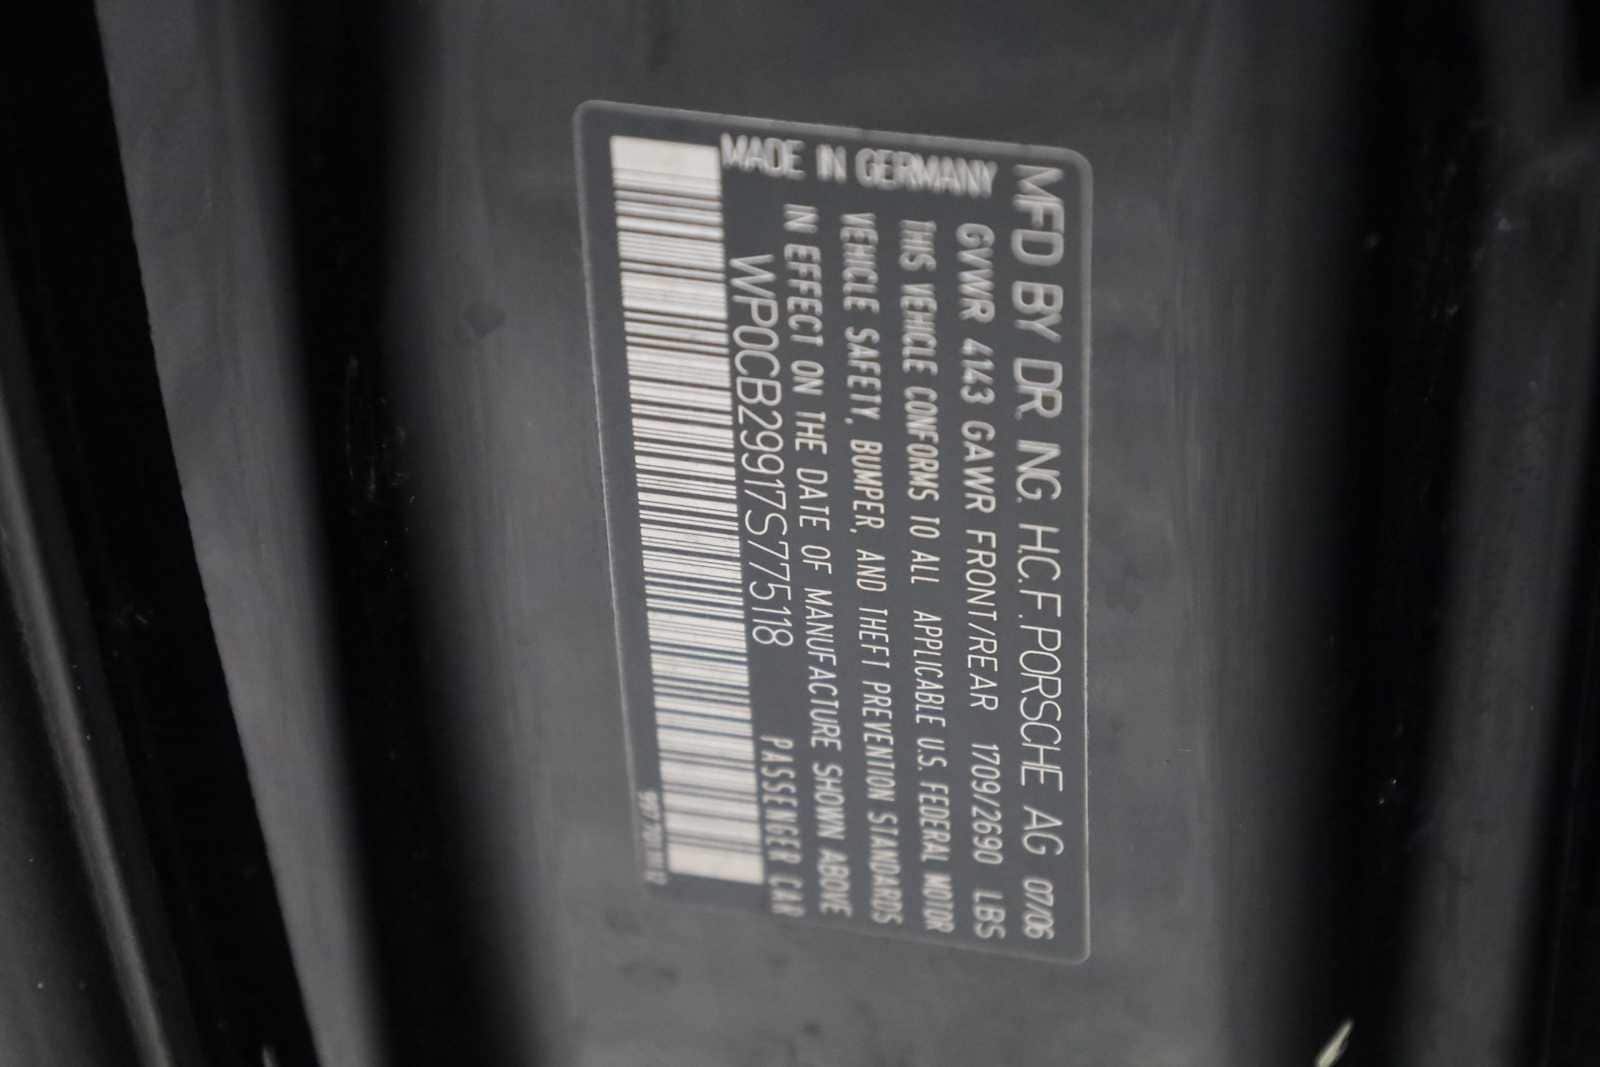 MFD BY DR. ING. H.C. F. PORSCHE AG 07/06
GVWR 4143 GAWR FRONT/REAR 1709/2690 LBS
THIS VEHICLE CONFORMS TO ALL APPLICABLE U.S. FEDERAL MOTOR
VEHICLE SAFETY, BUMPER, AND THEFT PREVENTION STANDARDS
IN EFFECT ON THE DATE OF MANUFACTURE SHOWN ABOVE
MADE IN GERMANY
WP0CB29917S775118 PASSENGER CAR